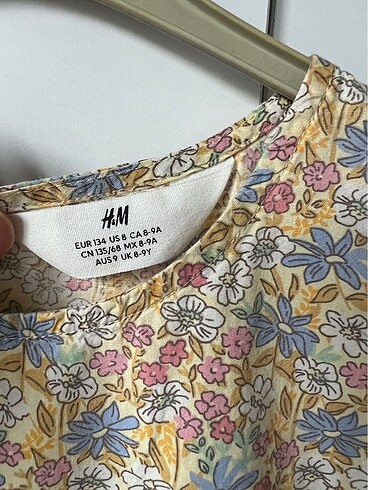 H&M
EUR 134 US 8 CA 8-9A
CN 135/68 MX 8-9A
AUS 9 UK 8-9Y